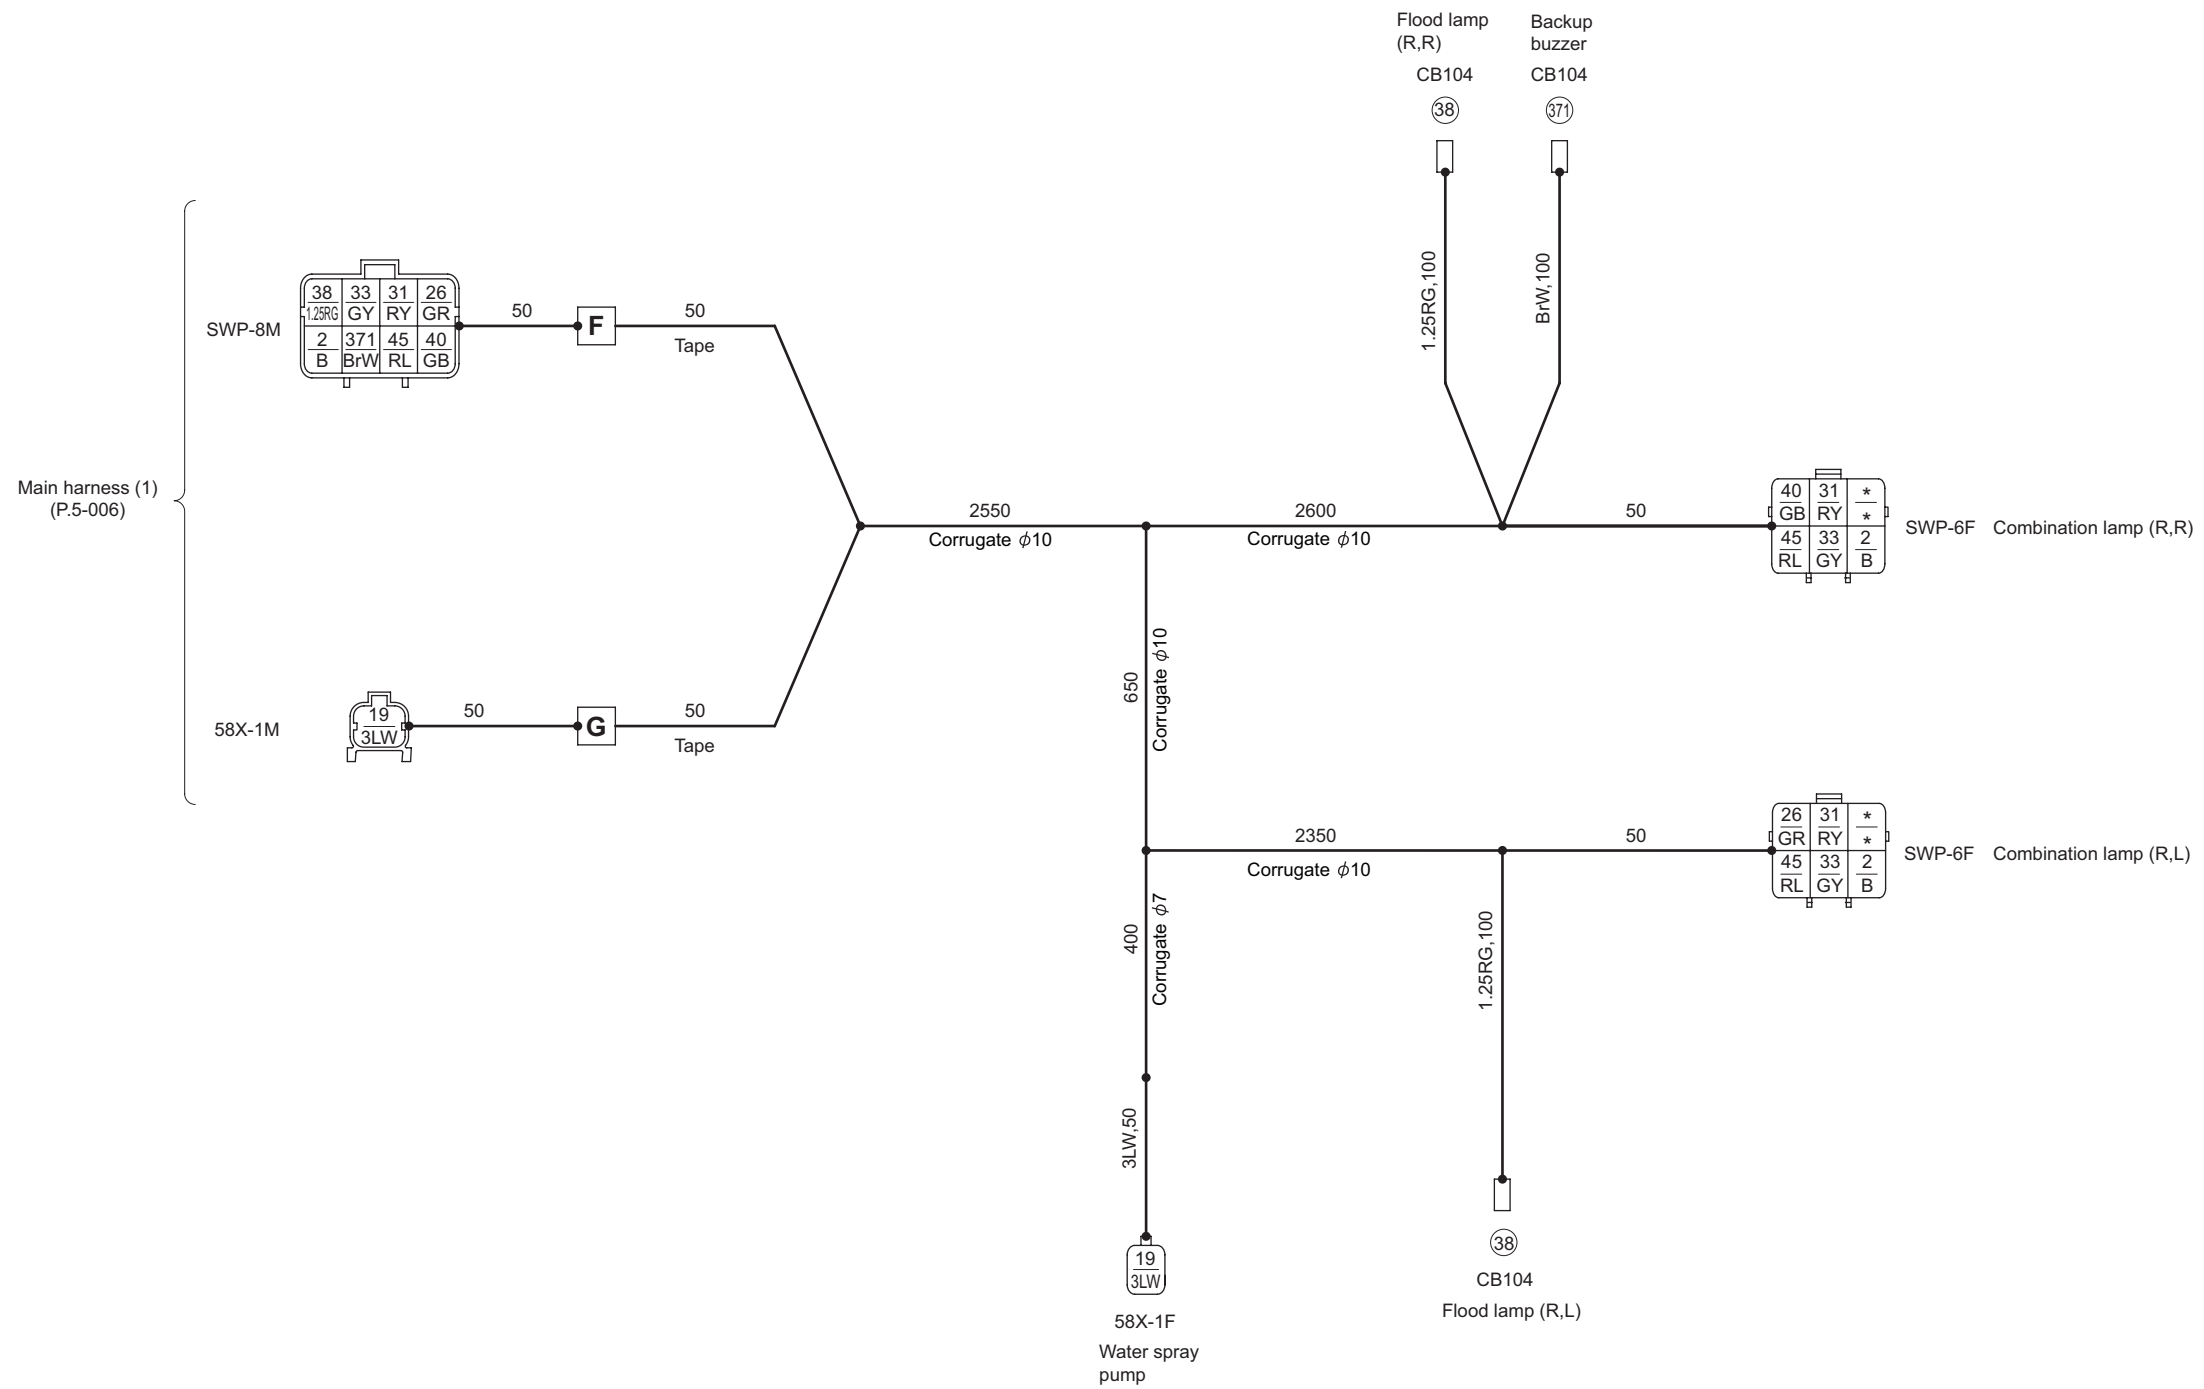 Flood lamp
(R,R)
CB104
38
Backup
buzzer
CB104
371
1.25RG,100
BrW,100
Main harness (1)
(P.5-006)
SWP-8M
38 33 31 26
1.25RG GY RY GR
2 371 45 40
B BrW RL GB
50
F
50
Tape
2550
Corrugate ϕ10
2600
Corrugate ϕ10
50
40 31 *
GB RY *
45 33 2
RL GY B
SWP-6F Combination lamp (R,R)
58X-1M
19
3LW
50
G
50
Tape
650
Corrugate ϕ10
2350
Corrugate ϕ10
50
26 31 *
GR RY *
45 33 2
RL GY B
SWP-6F Combination lamp (R,L)
400
Corrugate ϕ7
1.25RG,100
3LW,50
19
3LW
58X-1F
Water spray
pump
38
CB104
Flood lamp (R,L)